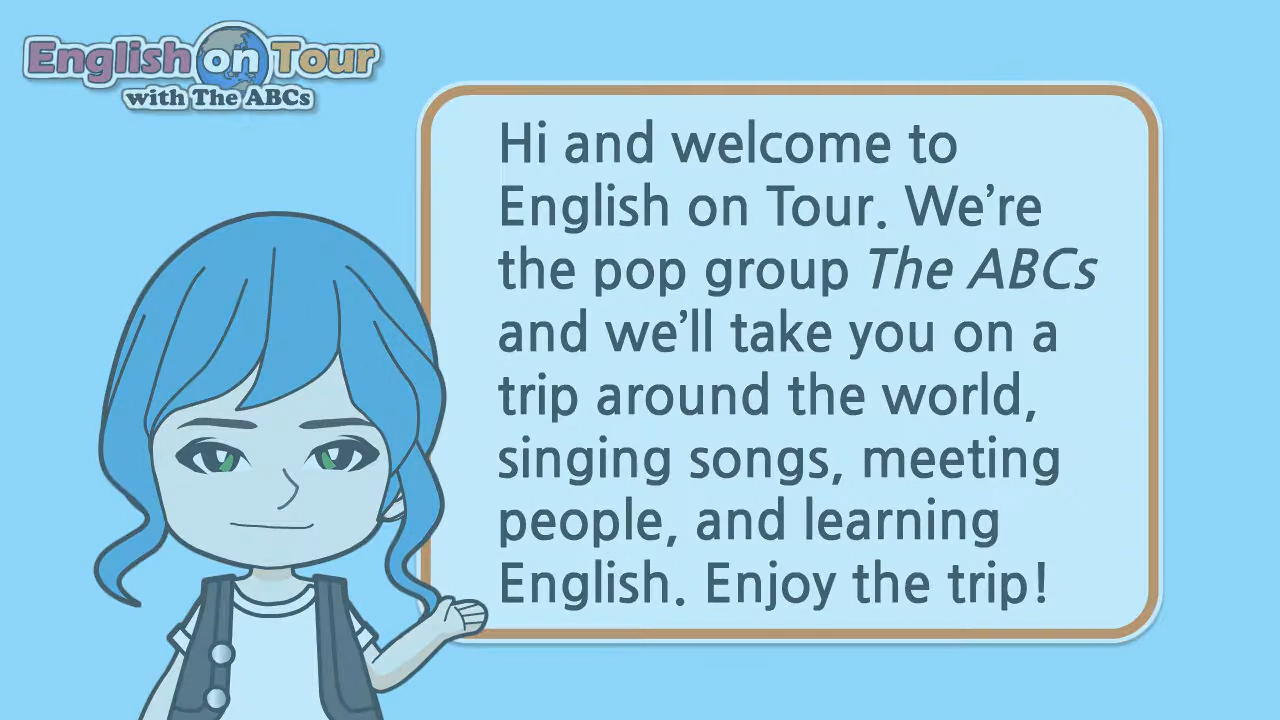 English on Tour
with The ABCs
Hi and welcome to
English on Tour. We’re
the pop group The ABCs
and we’ll take you on a
trip around the world,
singing songs, meeting
people, and learning
English. Enjoy the trip!